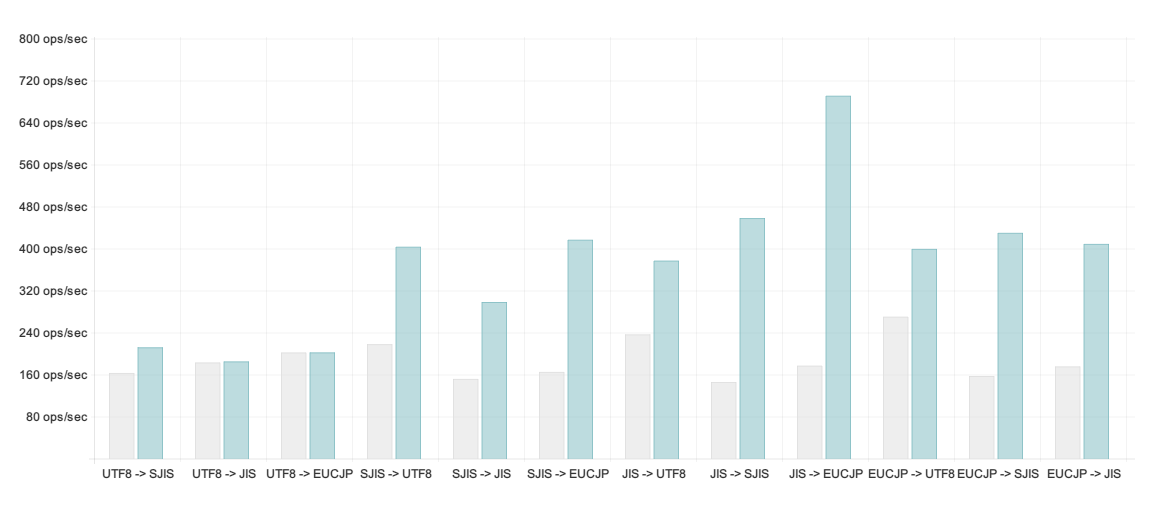 800 ops/sec
720 ops/sec
640 ops/sec
560 ops/sec
480 ops/sec
400 ops/sec
320 ops/sec
240 ops/sec
160 ops/sec
80 ops/sec
UTF8 -> SJIS UTF8 -> JIS UTF8 -> EUCJP SJIS -> UTF8 SJIS -> JIS SJIS -> EUCJP JIS -> UTF8 JIS -> SJIS JIS -> EUCJP EUCJP -> UTF8 EUCJP -> SJIS EUCJP -> JIS